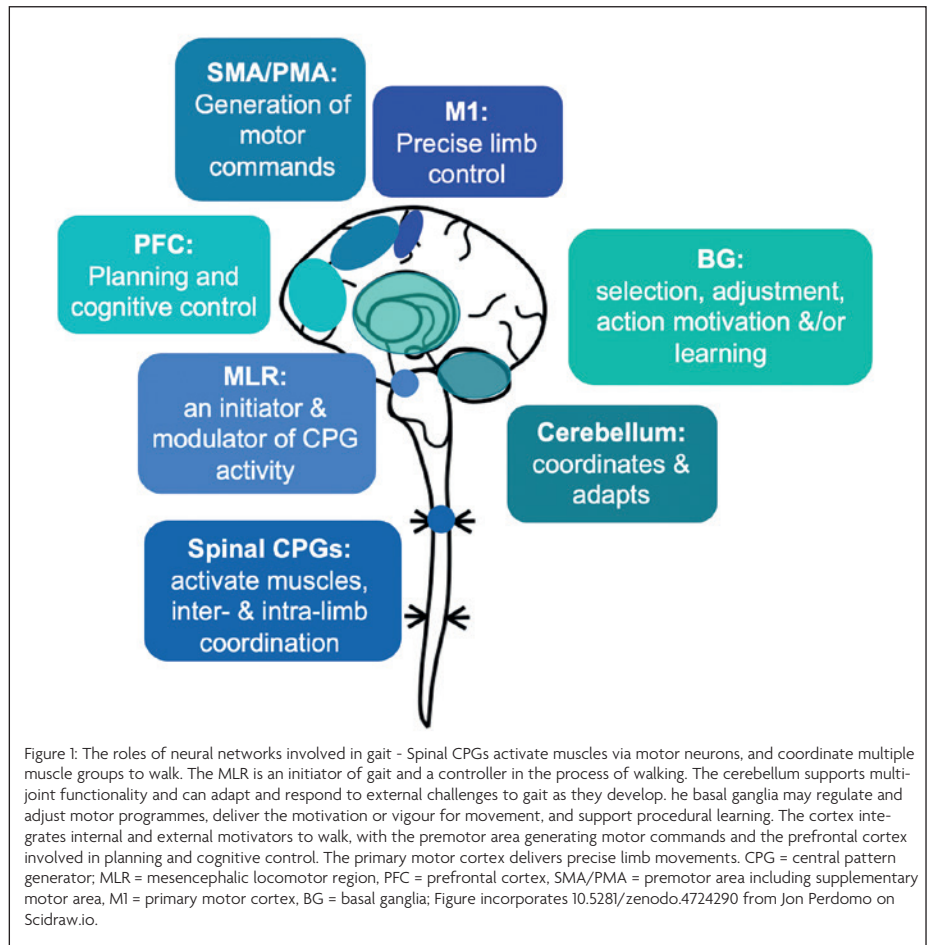 SMA/PMA:
Generation of
motor
commands
M1:
Precise limb
control
PFC:
Planning and
cognitive control
BG:
selection, adjustment,
action motivation &/or
learning
MLR:
an initiator &
modulator of CPG
activity
Cerebellum:
coordinates &
adapts
Spinal CPGs:
activate muscles,
inter- & intra-limb
coordination
Figure 1: The roles of neural networks involved in gait - Spinal CPGs activate muscles via motor neurons, and coordinate multiple
muscle groups to walk. The MLR is an initiator of gait and a controller in the process of walking. The cerebellum supports multi-
joint functionality and can adapt and respond to external challenges to gait as they develop. he basal ganglia may regulate and
adjust motor programmes, deliver the motivation or vigour for movement, and support procedural learning. The cortex inte-
grates internal and external motivators to walk, with the premotor area generating motor commands and the prefrontal cortex
involved in planning and cognitive control. The primary motor cortex delivers precise limb movements. CPG = central pattern
generator; MLR = mesencephalic locomotor region, PFC = prefrontal cortex, SMA/PMA = premotor area including supplementary
motor area, M1 = primary motor cortex, BG = basal ganglia; Figure incorporates 10.5281/zenodo.4724290 from Jon Perdomo on
Scidraw.io.